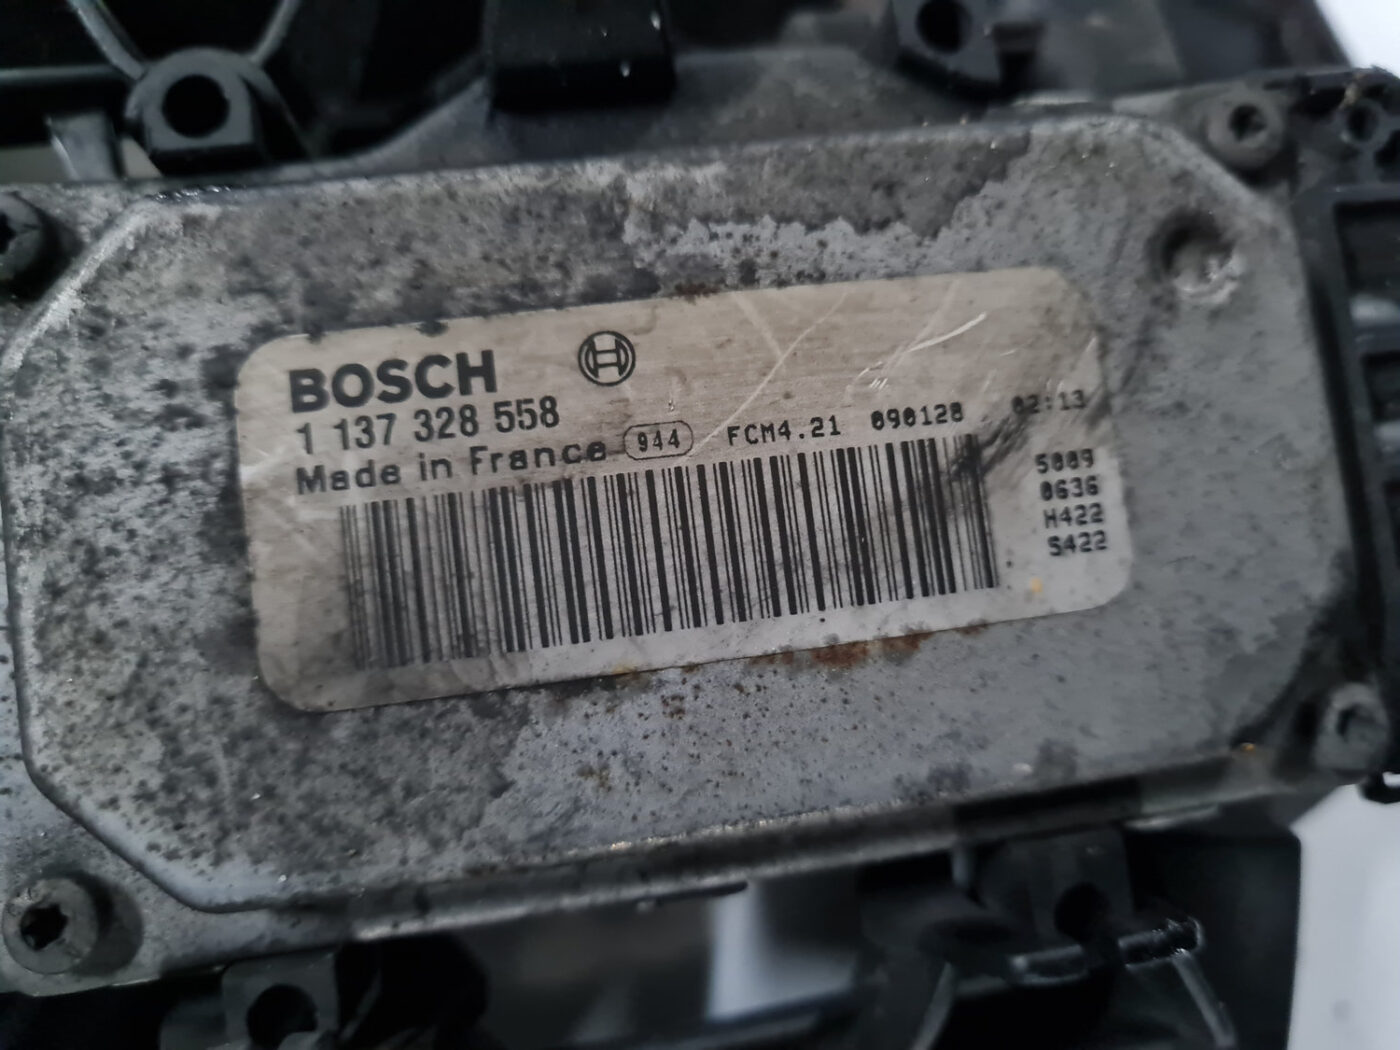 BOSCH
1 137 328 558
Made in France 944 FCM4.21 090128 02:13
5009
0636
H422
S422